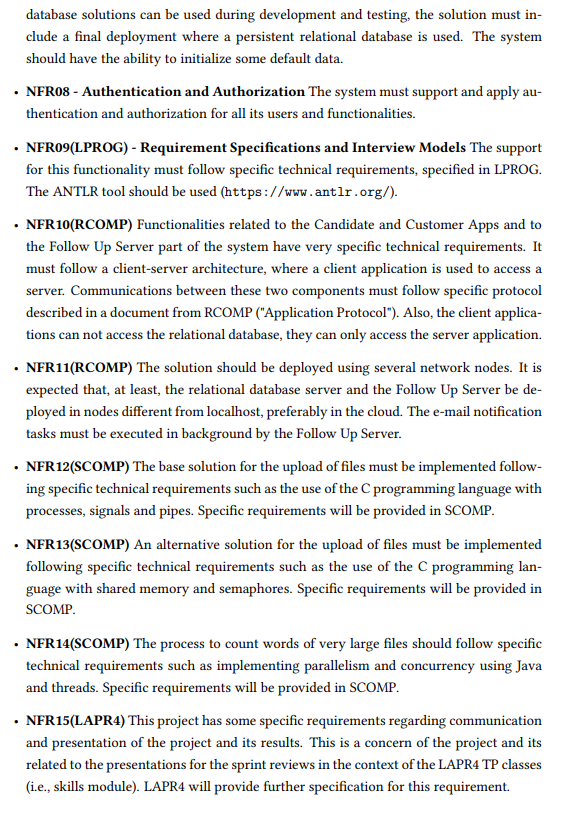 database solutions can be used during development and testing, the solution must in-
clude a final deployment where a persistent relational database is used. The system
should have the ability to initialize some default data.
• NFR08 - Authentication and Authorization The system must support and apply au-
thentication and authorization for all its users and functionalities.
• NFR09(LPROG) - Requirement Specifications and Interview Models The support
for this functionality must follow specific technical requirements, specified in LPROG.
The ANTLR tool should be used (https://www.antlr.org/).
• NFR10(RCOMP) Functionalities related to the Candidate and Customer Apps and to
the Follow Up Server part of the system have very specific technical requirements. It
must follow a client-server architecture, where a client application is used to access a
server. Communications between these two components must follow specific protocol
described in a document from RCOMP ("Application Protocol"). Also, the client applica-
tions can not access the relational database, they can only access the server application.
• NFR11(RCOMP) The solution should be deployed using several network nodes. It is
expected that, at least, the relational database server and the Follow Up Server be de-
ployed in nodes different from localhost, preferably in the cloud. The e-mail notification
tasks must be executed in background by the Follow Up Server.
• NFR12(SCOMP) The base solution for the upload of files must be implemented follow-
ing specific technical requirements such as the use of the C programming language with
processes, signals and pipes. Specific requirements will be provided in SCOMP.
• NFR13(SCOMP) An alternative solution for the upload of files must be implemented
following specific technical requirements such as the use of the C programming lan-
guage with shared memory and semaphores. Specific requirements will be provided in
SCOMP.
• NFR14(SCOMP) The process to count words of very large files should follow specific
technical requirements such as implementing parallelism and concurrency using Java
and threads. Specific requirements will be provided in SCOMP.
• NFR15(LAPR4) This project has some specific requirements regarding communication
and presentation of the project and its results. This is a concern of the project and its
related to the presentations for the sprint reviews in the context of the LAPR4 TP classes
(i.e., skills module). LAPR4 will provide further specification for this requirement.